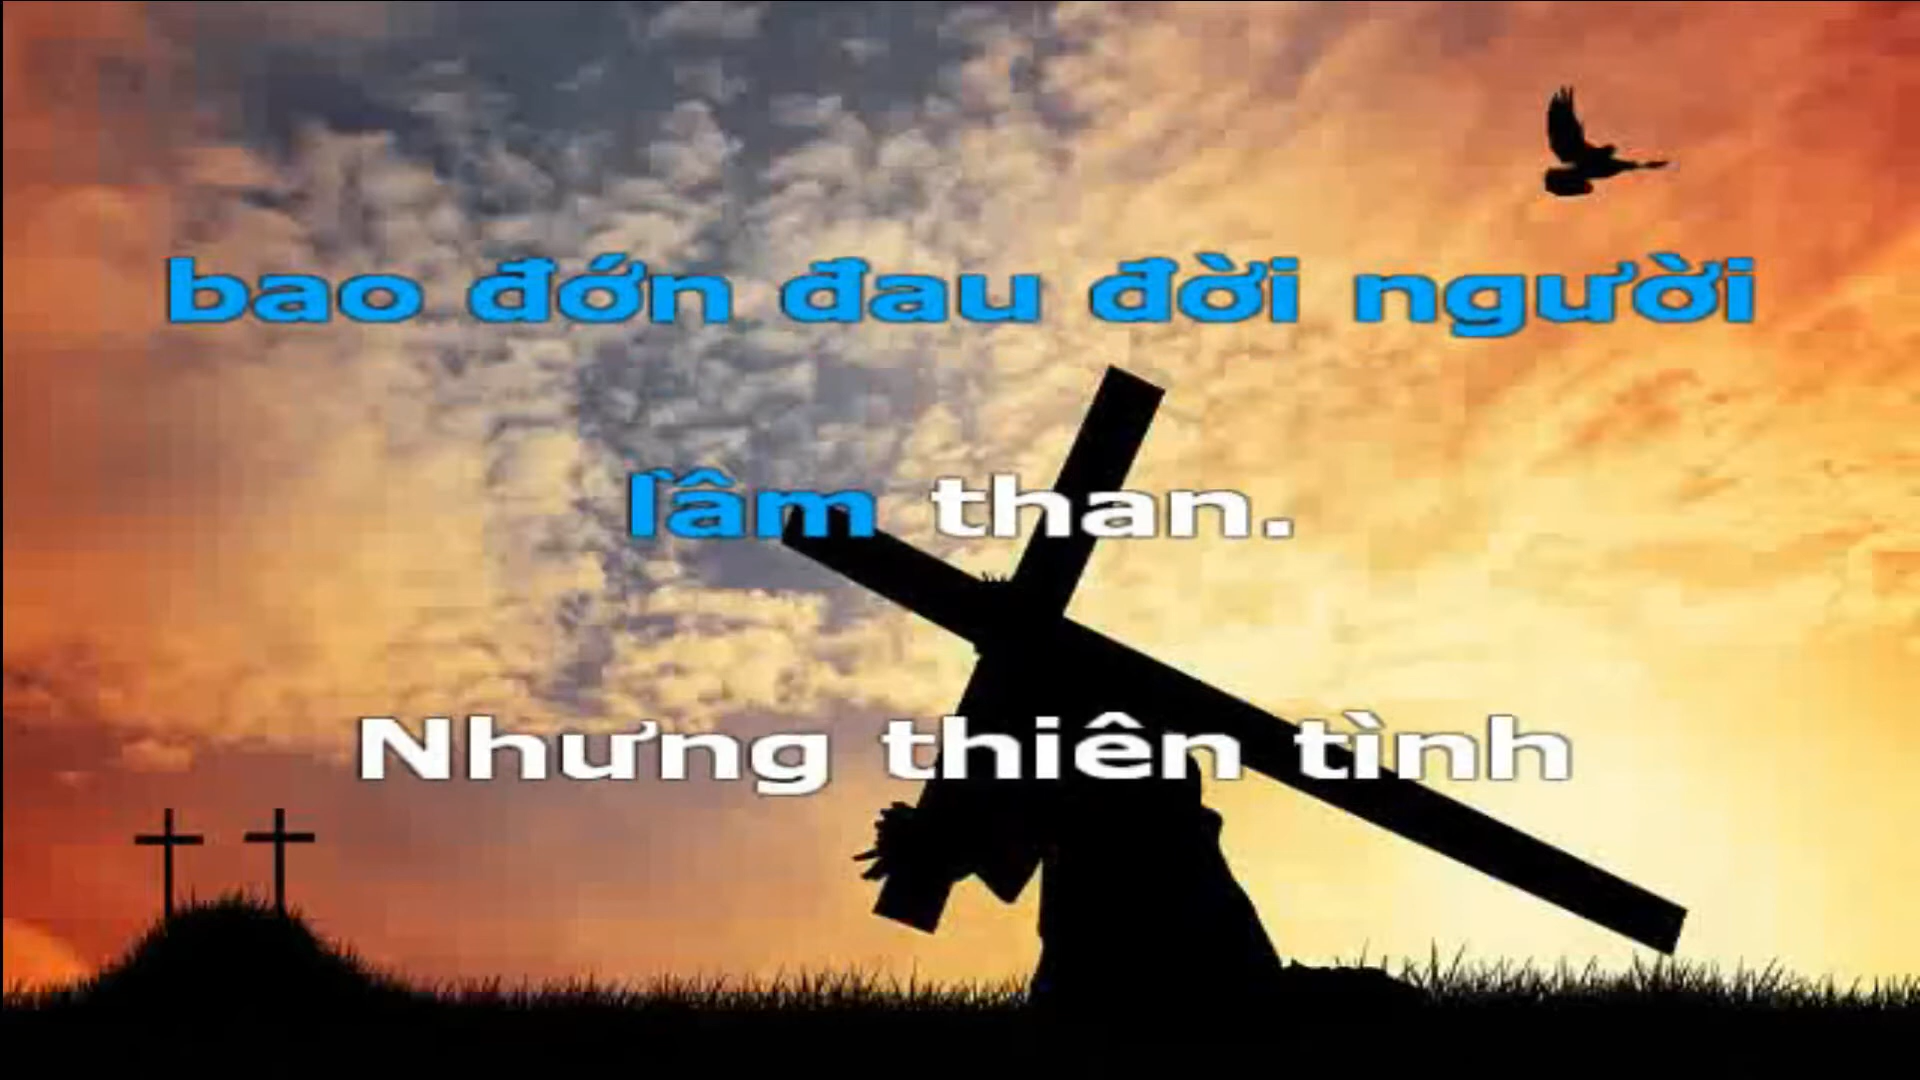 bao đớn đau đời người
lầm than.
Nhưng thiên tình